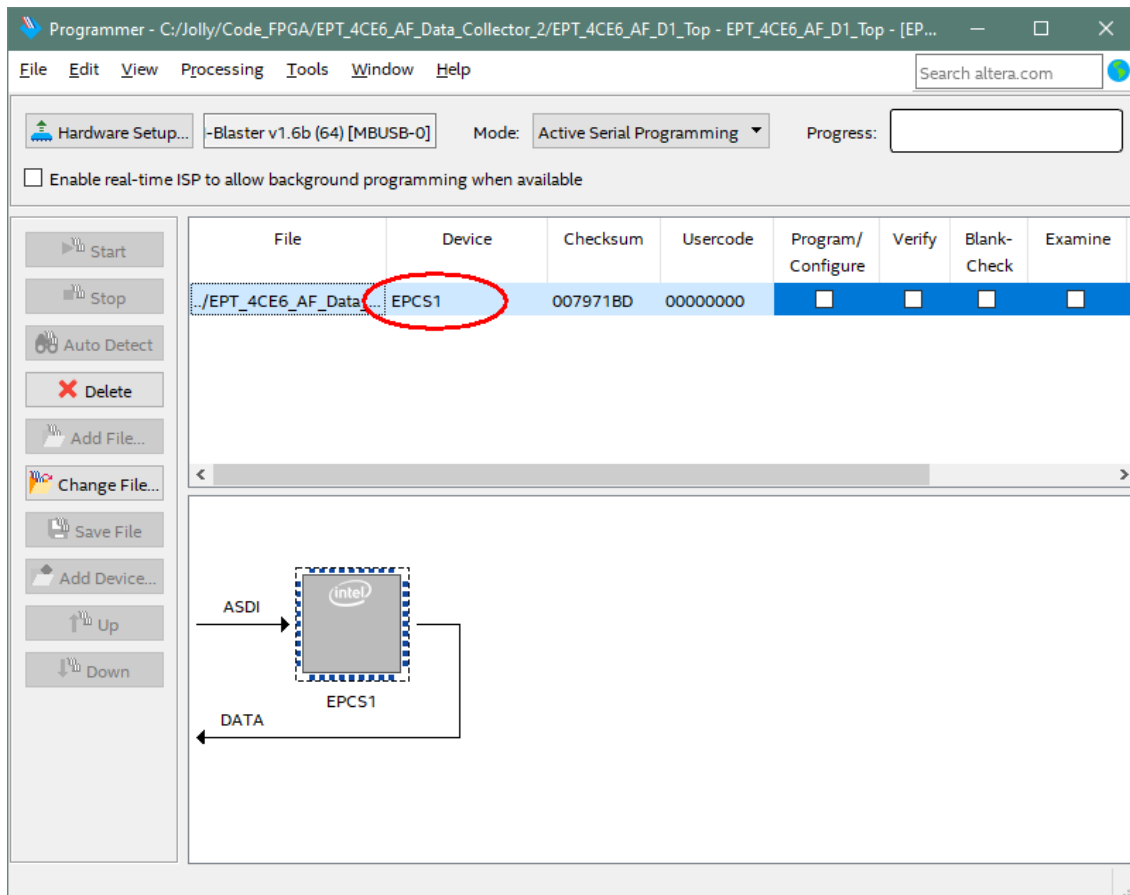 Programmer - C:/Jolly/Code_FPGA/EPT_4CE6_AF_Data_Collector_2/EPT_4CE6_AF_D1_Top - EPT_4CE6_AF_D1_Top - [EP...
File Edit View Processing Tools Window Help
Search altera.com
Hardware Setup... -Blaster v1.6b (64) [MBUSB-0] Mode: Active Serial Programming Progress:
Enable real-time ISP to allow background programming when available
Start
Stop
Auto Detect
Delete
Add File...
Change File...
Save File
Add Device...
Up
Down
File Device Checksum Usercode Program/ Verify Blank- Examine
Configure Check
../EPT_4CE6_AF_Data_... EPCS1 007971BD 00000000
ASDI
intel
EPCS1
DATA